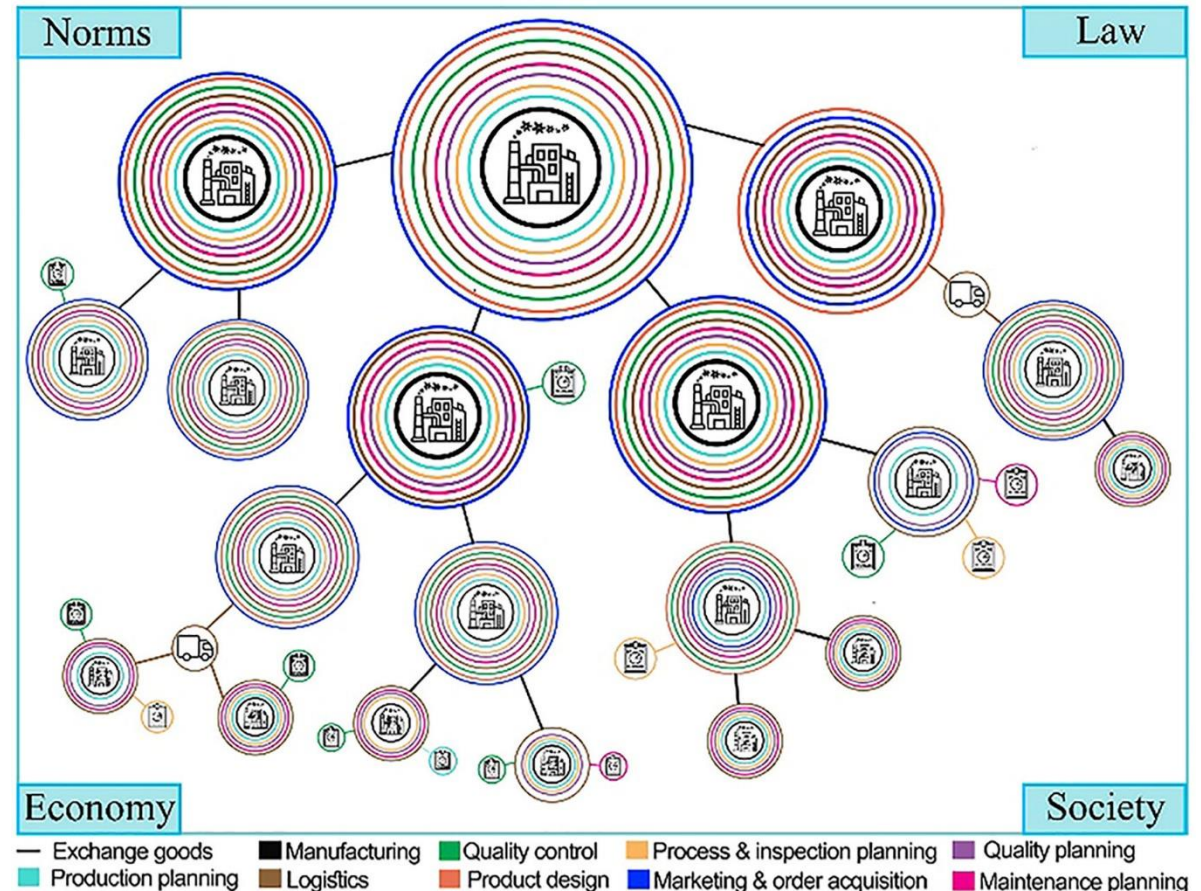 Norms
Law
Economy
Society
Exchange goods
Manufacturing
Quality control
Process & inspection planning
Quality planning
Production planning
Logistics
Product design
Marketing & order acquisition
Maintenance planning